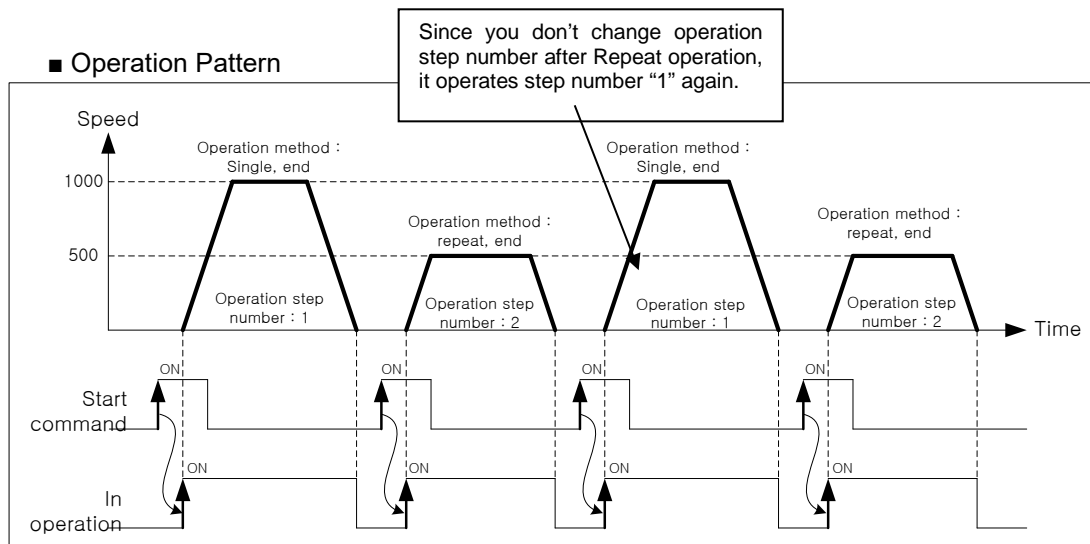 Since you don't change operation
step number after Repeat operation,
it operates step number “1” again.
■ Operation Pattern
Speed
Operation method :
Single, end
Operation method :
Single, end
1000
Operation method :
repeat, end
Operation method :
repeat, end
500
Operation step
number : 1
Operation step
number : 2
Operation step
number : 1
Operation step
number : 2
Time
ON
ON
ON
ON
Start
command
ON
ON
ON
ON
In
operation